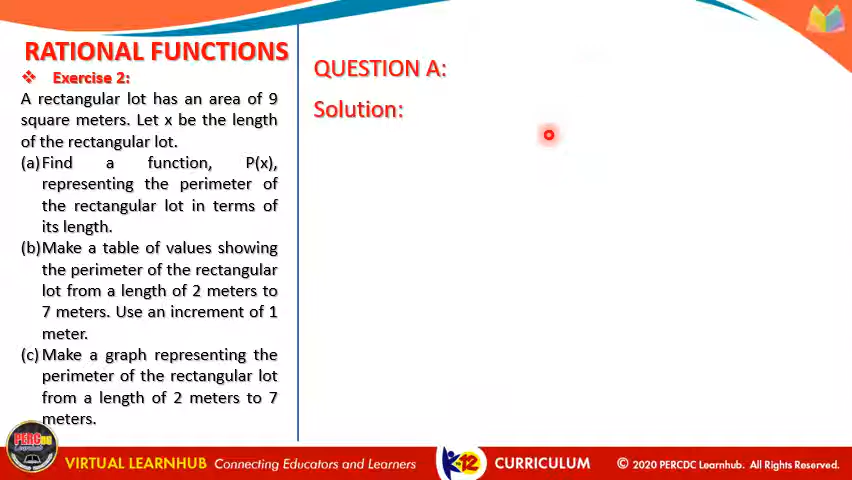 RATIONAL FUNCTIONS
❖ Exercise 2:
A rectangular lot has an area of 9
square meters. Let x be the length
of the rectangular lot.
(a) Find a function, P(x),
representing the perimeter of
the rectangular lot in terms of
its length.
(b) Make a table of values showing
the perimeter of the rectangular
lot from a length of 2 meters to
7 meters. Use an increment of 1
meter.
(c) Make a graph representing the
perimeter of the rectangular lot
from a length of 2 meters to 7
meters.
QUESTION A:
Solution:
VIRTUAL LEARNHUB Connecting Educators and Learners
K 12
CURRICULUM
© 2020 PERCDC Learnhub. All Rights Reserved.